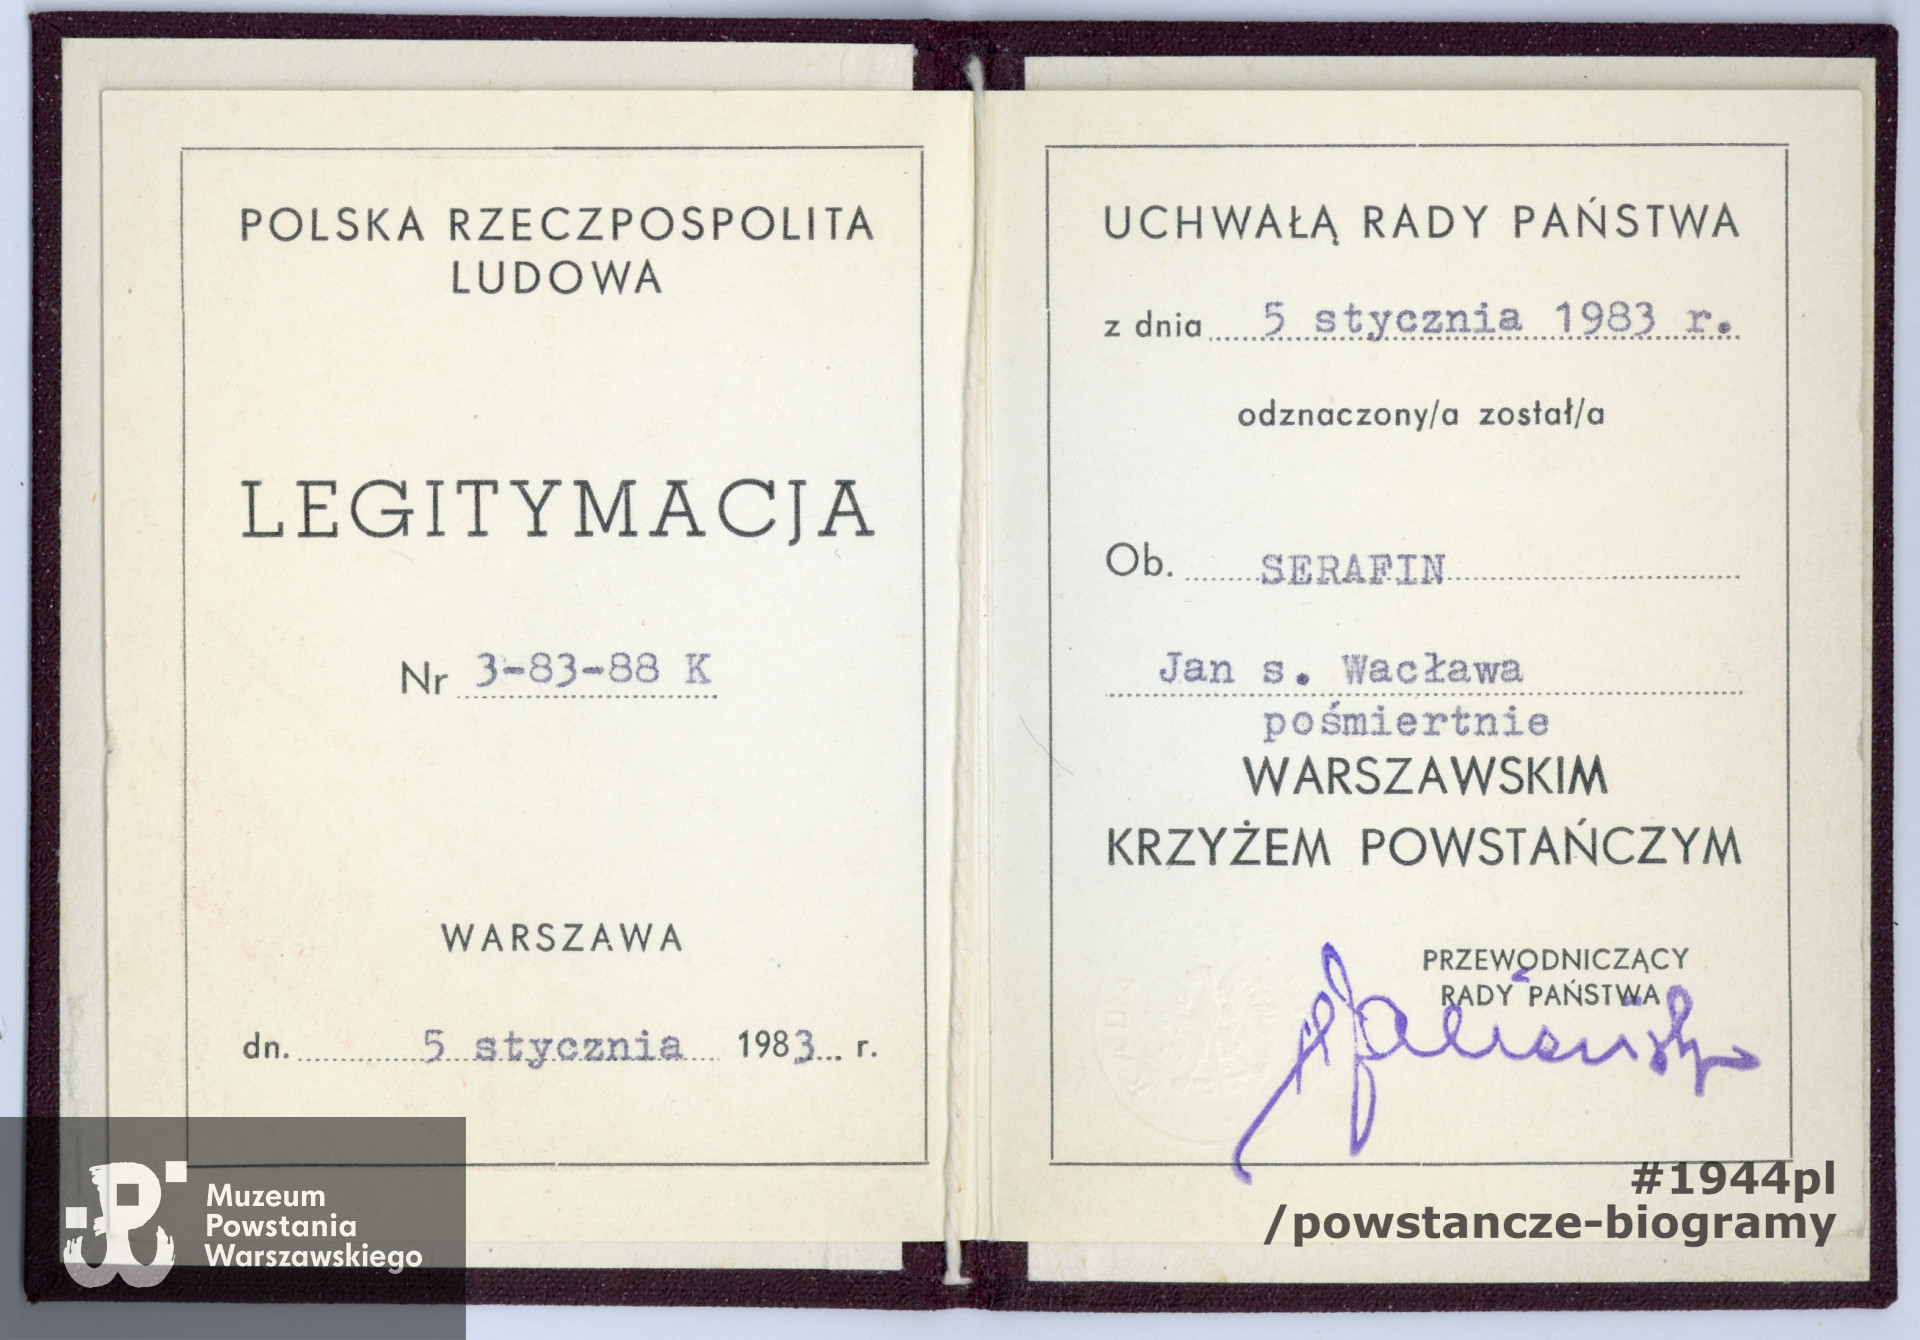 POLSKA RZECZPOSPOLITA
LUDOWA
LEGITYMACJA
Nr 3-83-88 K
WARSZAWA
dn. 5 stycznia 1983 r.
UCHWAŁĄ RADY PAŃSTWA
z dnia 5 stycznia 1983 r.
odznaczony/a został/a
Ob. SERAFIN
Jan s. Wacława
pośmiertnie
WARSZAWSKIM
KRZYŻEM POWSTAŃCZYM
PRZEWODNICZĄCY
RADY PAŃSTWA
Muzeum
Powstania
Warszawskiego
#1944pl
/powstancze-biogramy